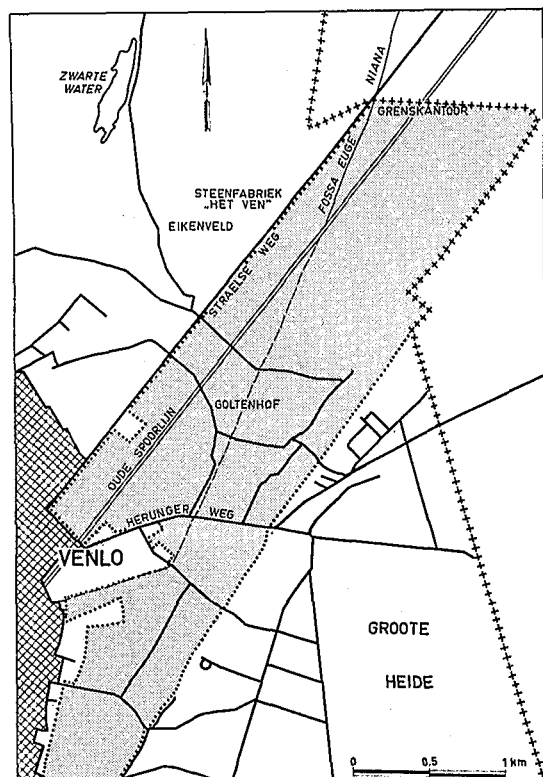 ZWARTE
WATER
FOSSA EUGE NIANA
GRENSKANTOOR
STEENFABRIEK
„HET VEN"
EIKENVELD
STRAELSE WEG
GOLTENHOF
OUDE SPOORLIJN
HERUNGER WEG
VENLO
GROOTE
HEIDE
0 0,5 1 km